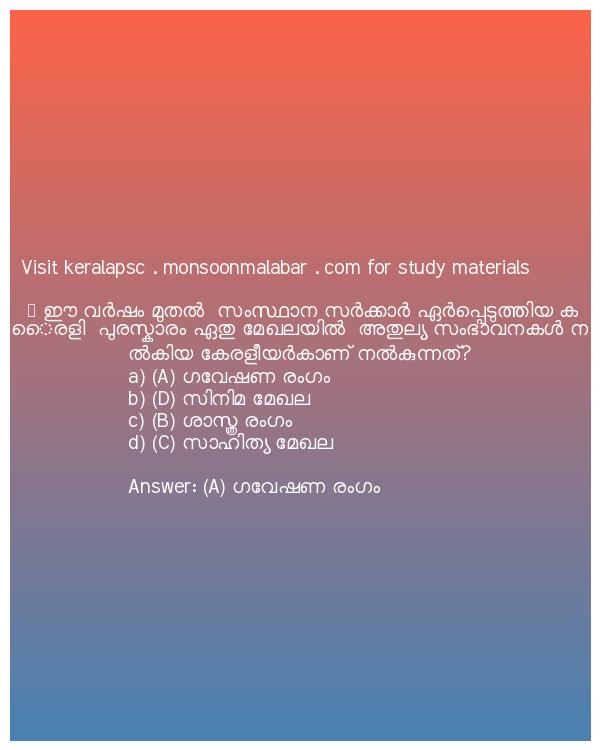 Visit keralapsc . monsoonmalabar . com for study materials
▯ ഈ വർഷം മുതൽ  സംസ്ഥാന സർക്കാർ ഏർപ്പെടുത്തിയ ക
ൈരളി  പുരസ്കാരം ഏതു മേഖലയിൽ  അതുല്യ സംഭാവനകൾ ന
ൽകിയ കേരളീയർകാണ് നൽകുന്നത്?
a) (A) ഗവേഷണ രംഗം
b) (D) സിനിമ മേഖല
c) (B) ശാസ്ത്ര രംഗം
d) (C) സാഹിത്യ മേഖല
Answer: (A) ഗവേഷണ രംഗം